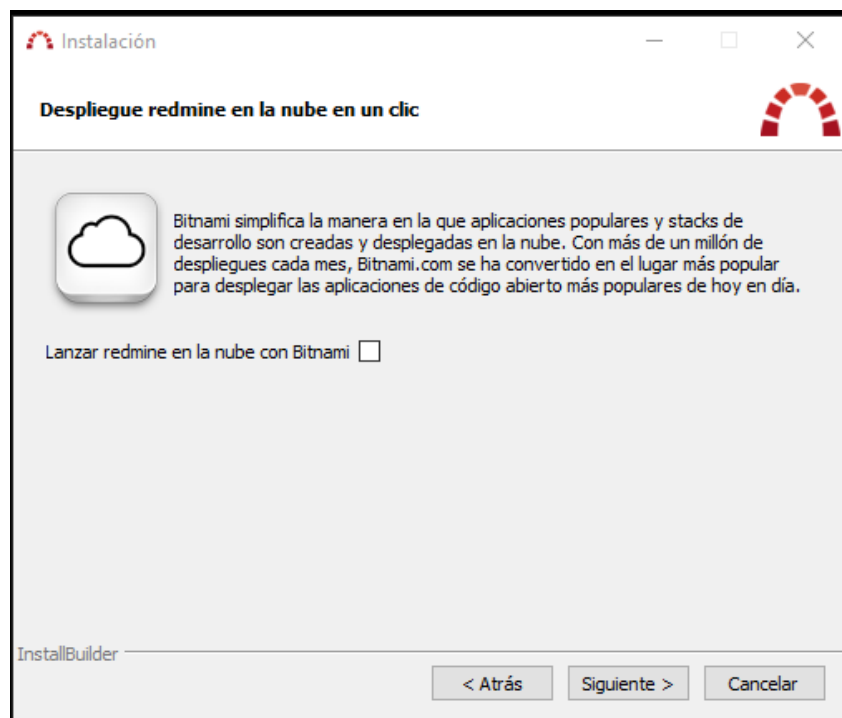 Instalación
Despliegue redmine en la nube en un clic
Bitnami simplifica la manera en la que aplicaciones populares y stacks de
desarrollo son creadas y desplegadas en la nube. Con más de un millón de
despliegues cada mes, Bitnami.com se ha convertido en el lugar más popular
para desplegar las aplicaciones de código abierto más populares de hoy en día.
Lanzar redmine en la nube con Bitnami
InstallBuilder
< Atrás Siguiente > Cancelar